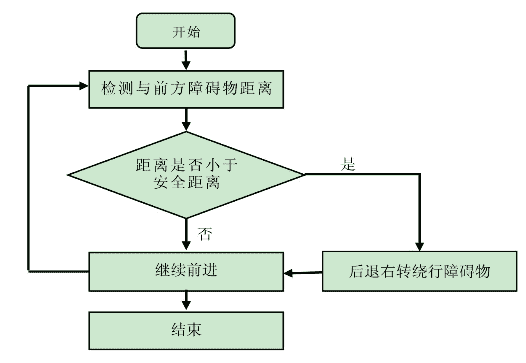 开始
检测与前方障碍物距离
距离是否小于
安全距离
是
否
继续前进
后退右转绕行障碍物
结束